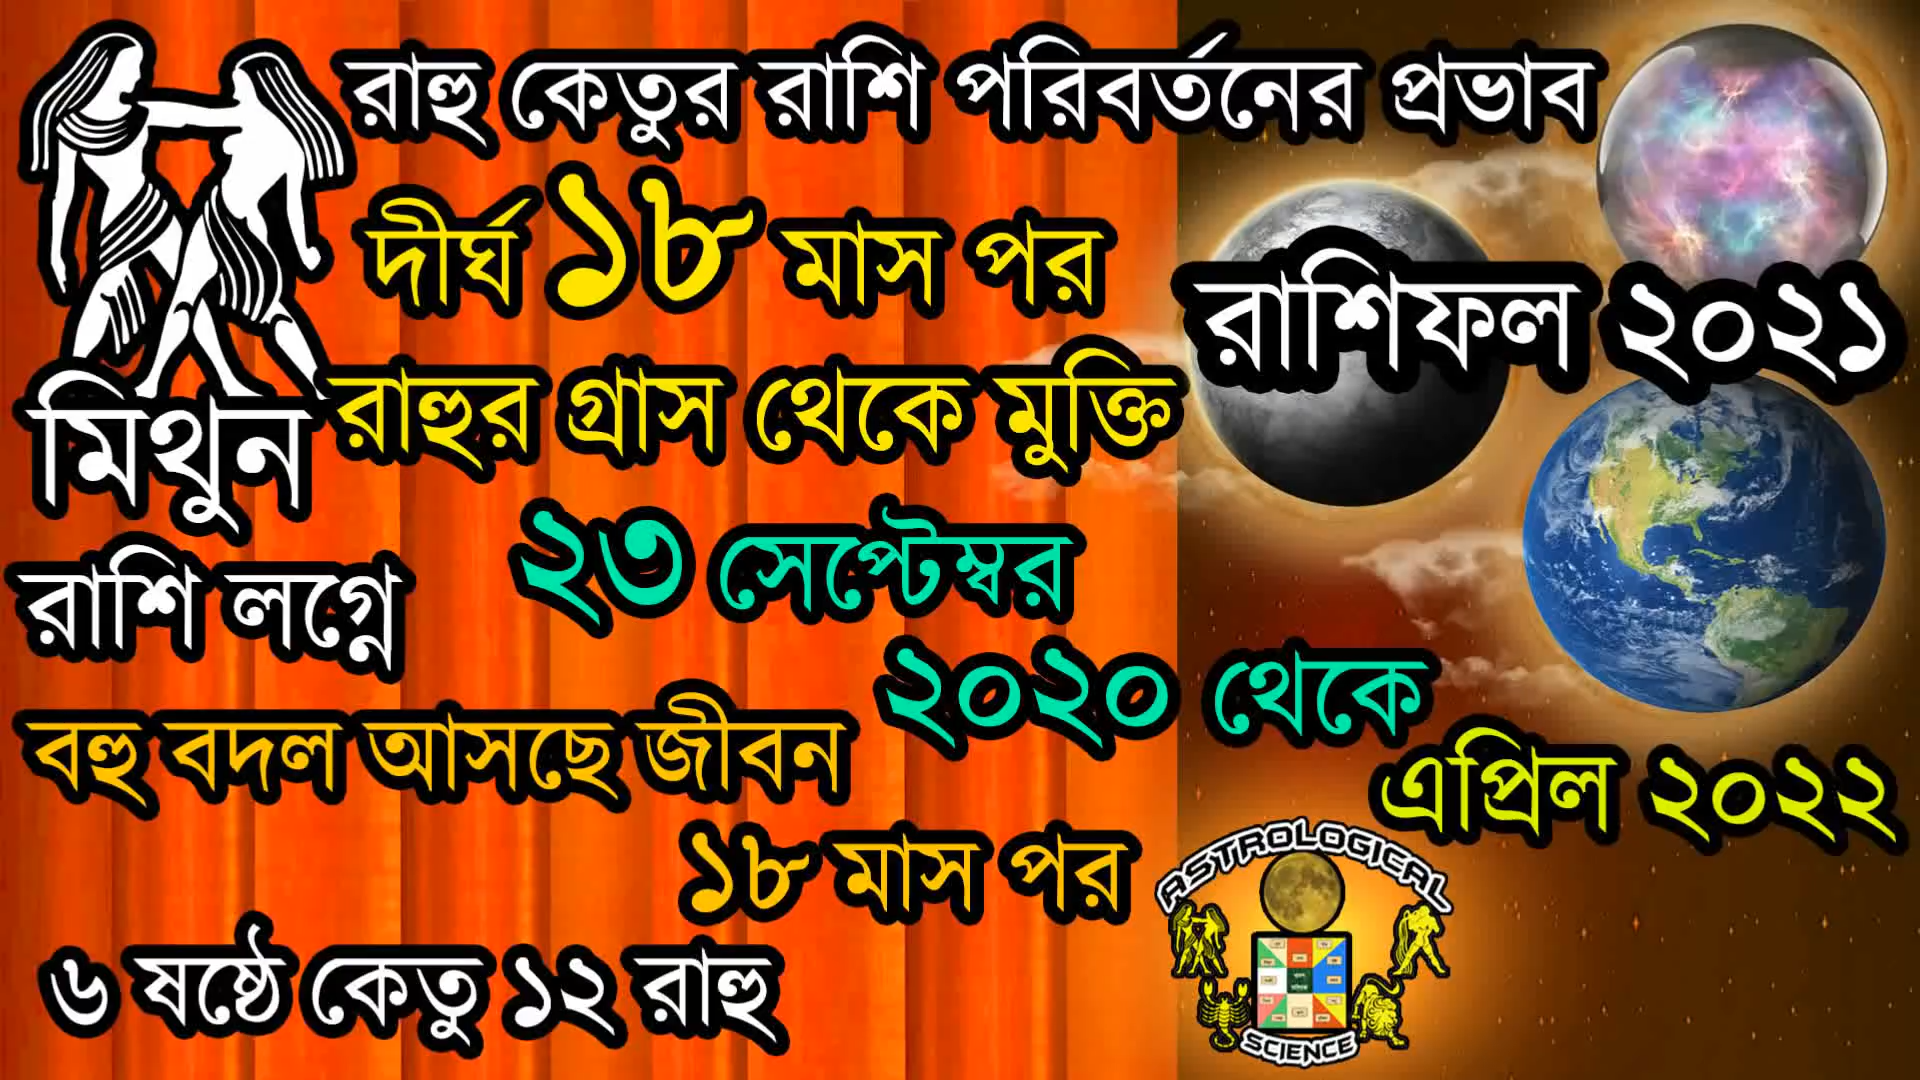 রাহু কেতুর রাশি পরিবর্তনের প্রভাব
দীর্ঘ ১৮ মাস পর
রাশিফল ২০২১
রাহুর গ্রাস থেকে মুক্তি
মিথুন
রাশি লগ্নে
২৩ সেপ্টেম্বর
২০২০ থেকে
এপ্রিল ২০২২
বহু বদল আসছে জীবন
১৮ মাস পর
৬ ষষ্ঠে কেতু ১২ রাহু
ASTROLOGICAL
SCIENCE